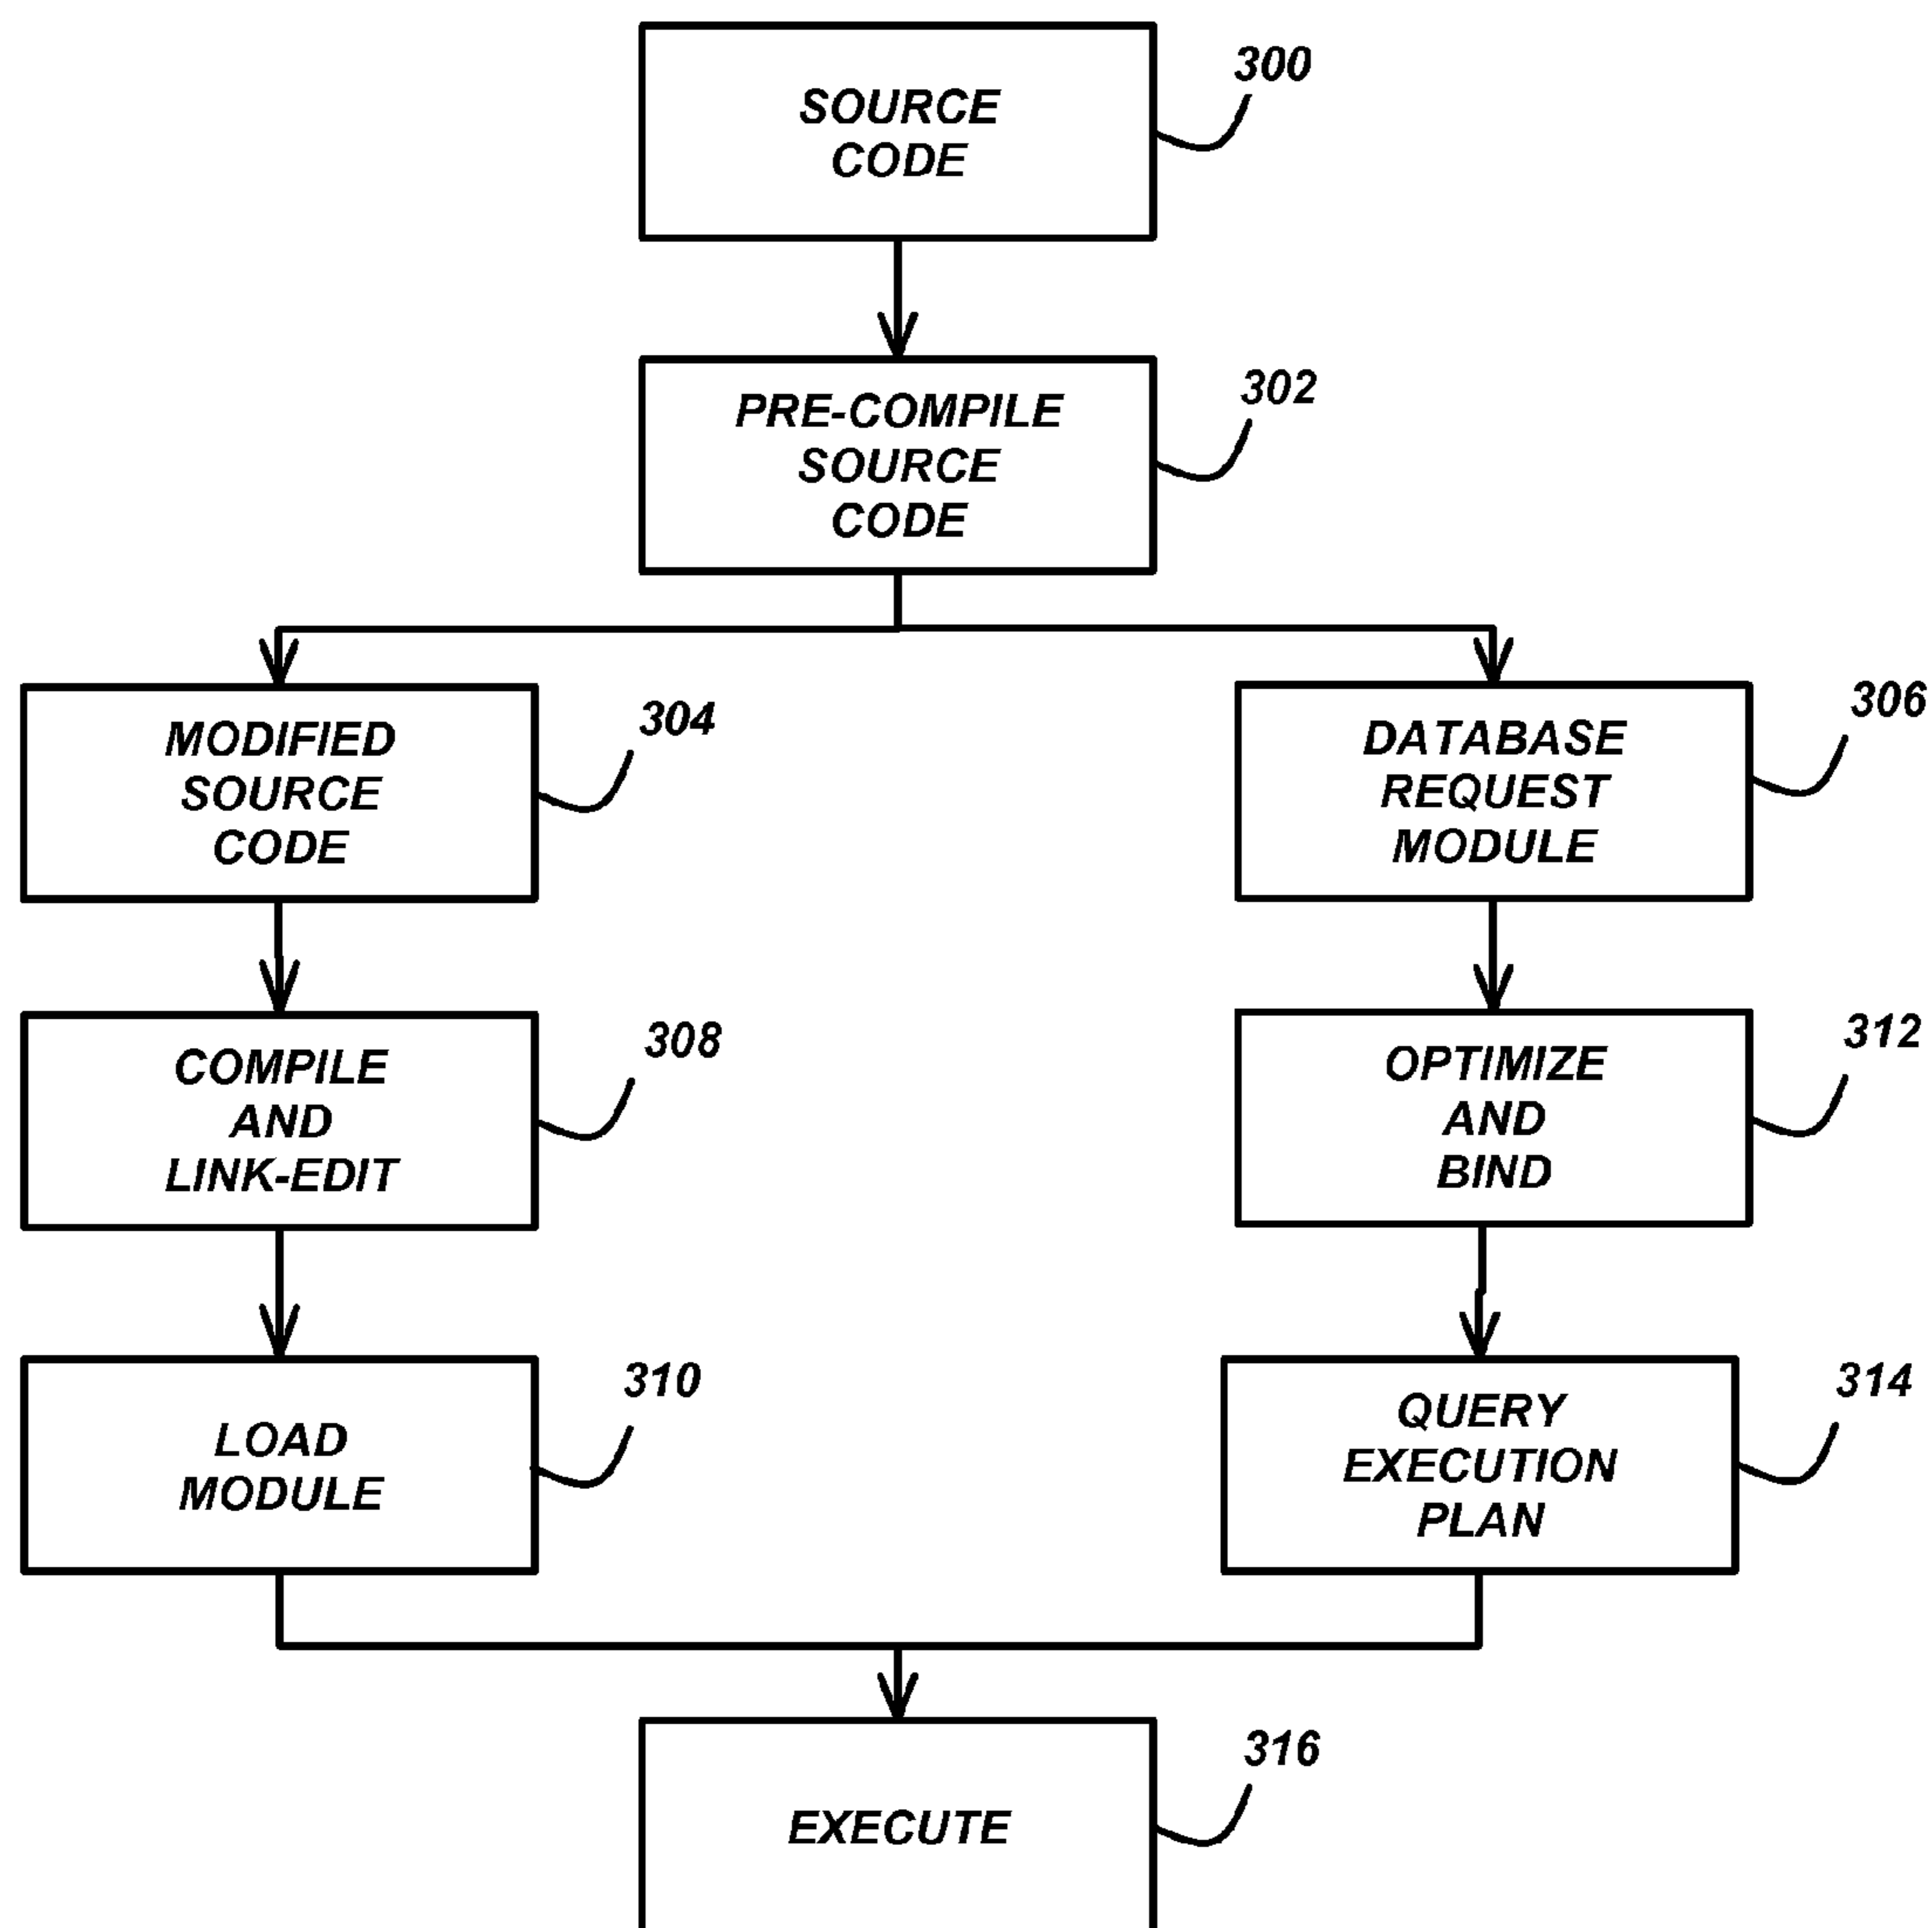 SOURCE
CODE
300
PRE-COMPILE
SOURCE
CODE
302
MODIFIED
SOURCE
CODE
304
DATABASE
REQUEST
MODULE
306
COMPILE
AND
LINK-EDIT
308
OPTIMIZE
AND
BIND
312
LOAD
MODULE
310
QUERY
EXECUTION
PLAN
314
EXECUTE
316